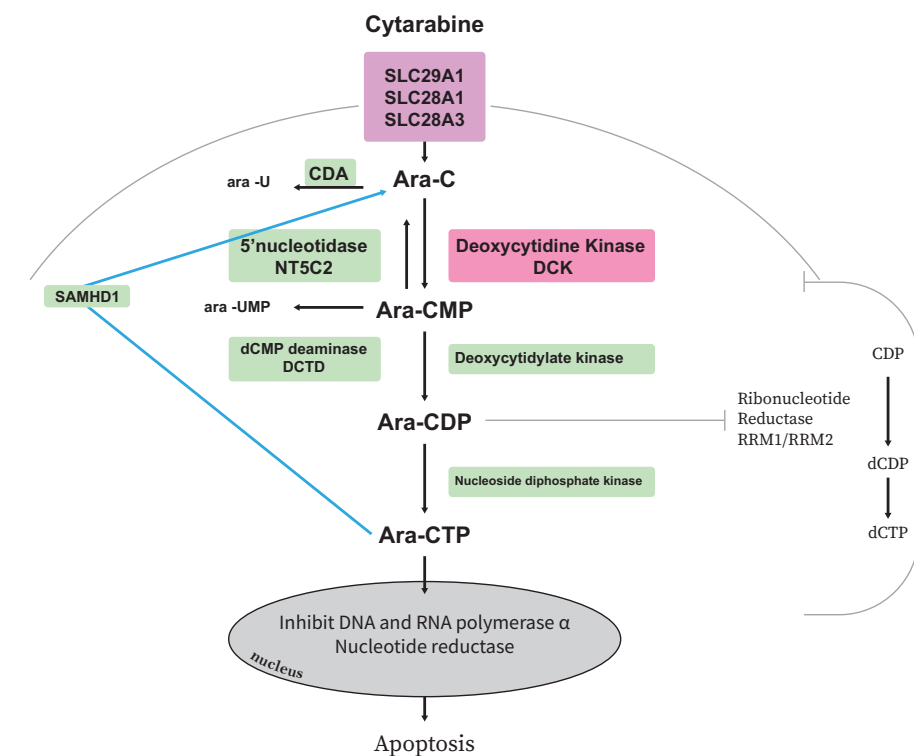 Cytarabine
SLC29A1
SLC28A1
SLC28A3
ara -U
CDA
Ara-C
5'nucleotidase
NT5C2
Deoxycytidine Kinase
DCK
SAMHD1
ara -UMP
Ara-CMP
dCMP deaminase
DCTD
Deoxycytidylate kinase
CDP
Ribonucleotide
Reductase
RRM1/RRM2
Ara-CDP
dCDP
Nucleoside diphosphate kinase
Ara-CTP
dCTP
Inhibit DNA and RNA polymerase α
Nucleotide reductase
nucleus
Apoptosis